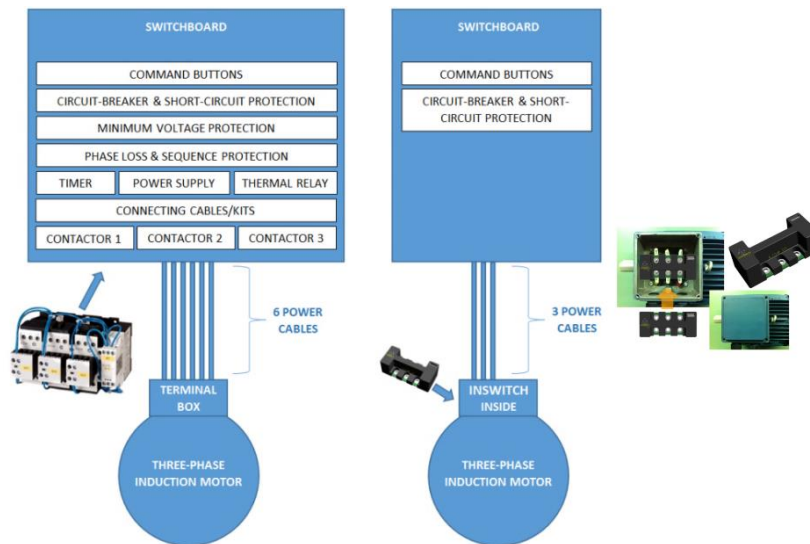 SWITCHBOARD
COMMAND BUTTONS
CIRCUIT-BREAKER & SHORT-CIRCUIT PROTECTION
MINIMUM VOLTAGE PROTECTION
PHASE LOSS & SEQUENCE PROTECTION
TIMER
POWER SUPPLY
THERMAL RELAY
CONNECTING CABLES/KITS
CONTACTOR 1
CONTACTOR 2
CONTACTOR 3
6 POWER
CABLES
TERMINAL
BOX
THREE-PHASE
INDUCTION MOTOR
SWITCHBOARD
COMMAND BUTTONS
CIRCUIT-BREAKER & SHORT-
CIRCUIT PROTECTION
3 POWER
CABLES
INSWITCH
INSIDE
THREE-PHASE
INDUCTION MOTOR